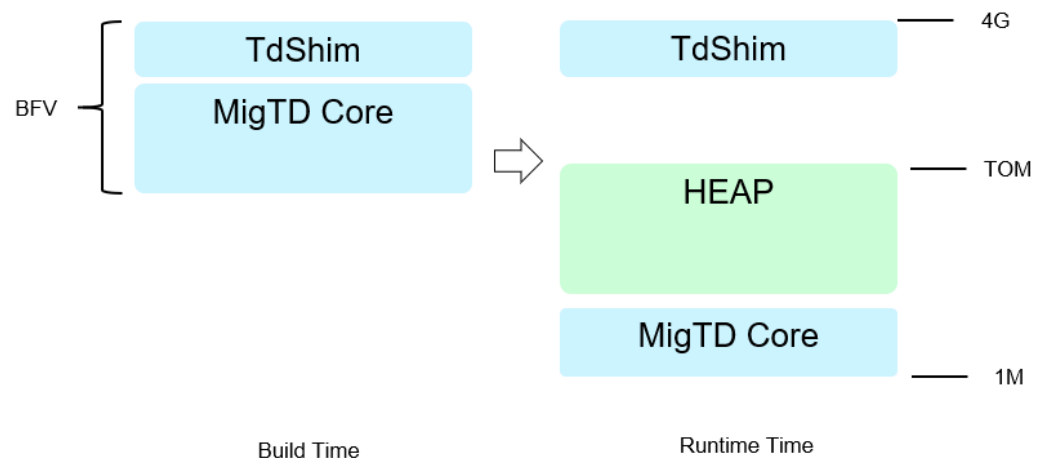 TdShim
MigTD Core
BFV
Build Time
TdShim
4G
HEAP
TOM
MigTD Core
1M
Runtime Time